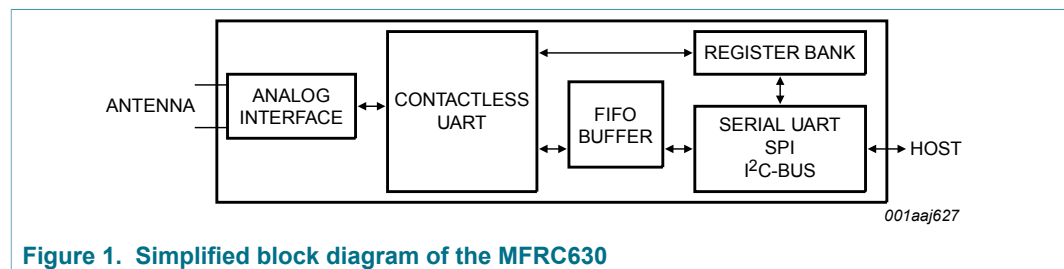 ANTENNA
ANALOG
INTERFACE
CONTACTLESS
UART
FIFO
BUFFER
REGISTER BANK
SERIAL UART
SPI
I²C-BUS
HOST
001aaj627
Figure 1. Simplified block diagram of the MFRC630